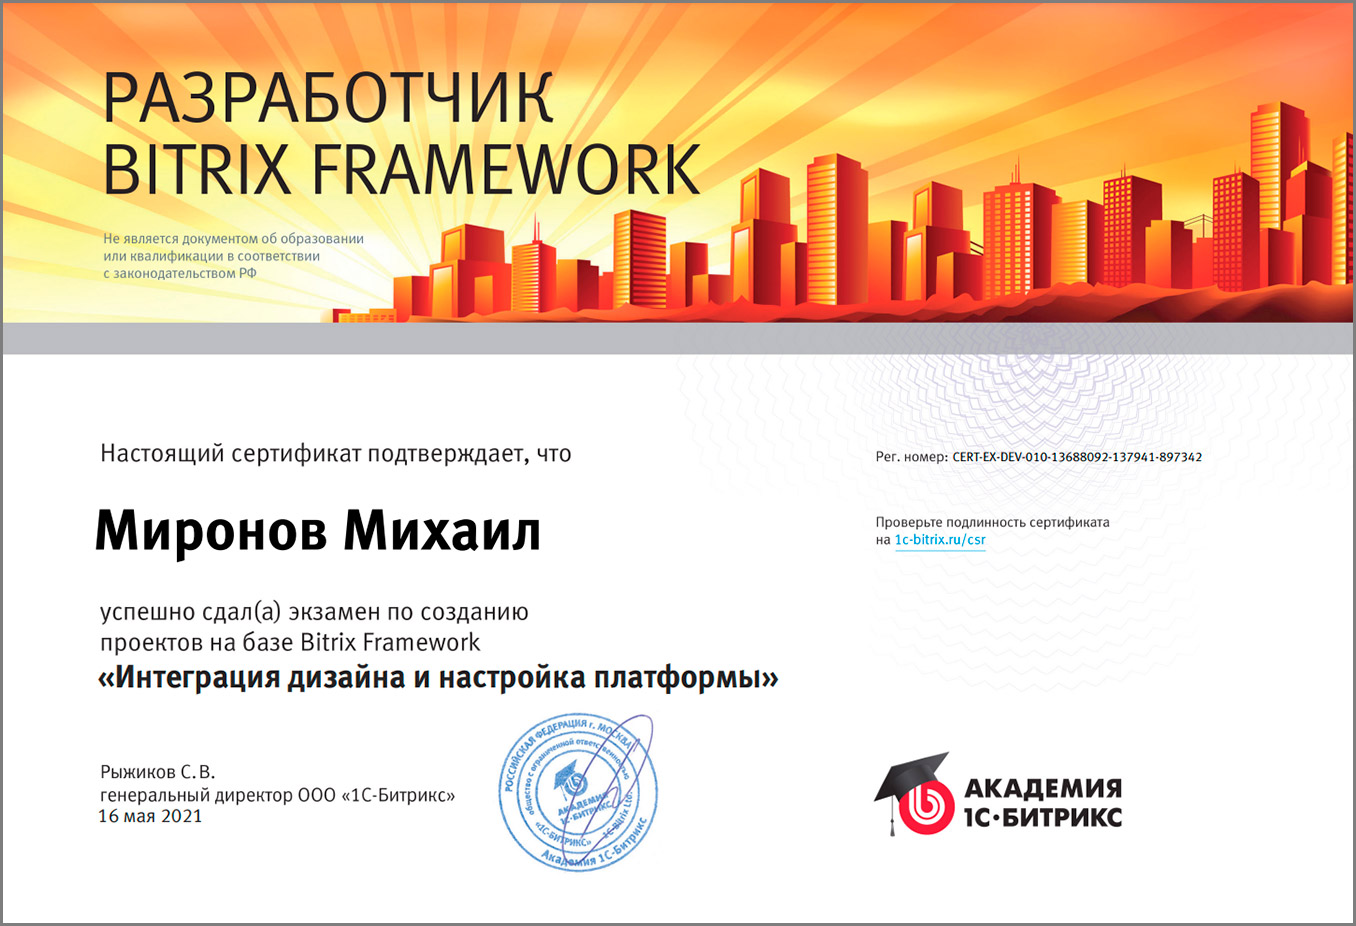 РАЗРАБОТЧИК
BITRIX FRAMEWORK
Не является документом об образовании
или квалификации в соответствии
с законодательством РФ
Настоящий сертификат подтверждает, что
Рег. номер: CERT-EX-DEV-010-13688092-137941-897342
Миронов Михаил
Проверьте подлинность сертификата
на 1c-bitrix.ru/csr
успешно сдал(а) экзамен по созданию
проектов на базе Bitrix Framework
«Интеграция дизайна и настройка платформы»
Рыжиков С. В.
генеральный директор ООО «1С-Битрикс»
16 мая 2021
РОССИЙСКАЯ ФЕДЕРАЦИЯ г. МОСКВА
общество с ограниченной ответственностью
«1С-БИТРИКС» 1C-Bitrix Ltd.
АКАДЕМИЯ
1С-БИТРИКС
Академия 1С-Битрикс
АКАДЕМИЯ
1С·БИТРИКС